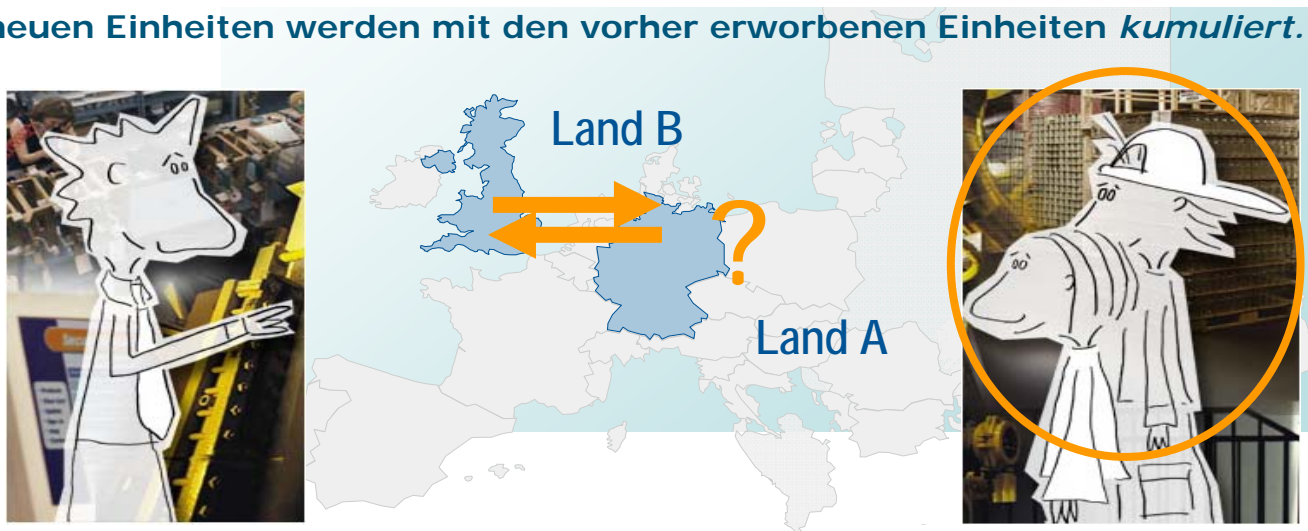 neuen Einheiten werden mit den vorher erworbenen Einheiten kumuliert.
Land B
?
Land A